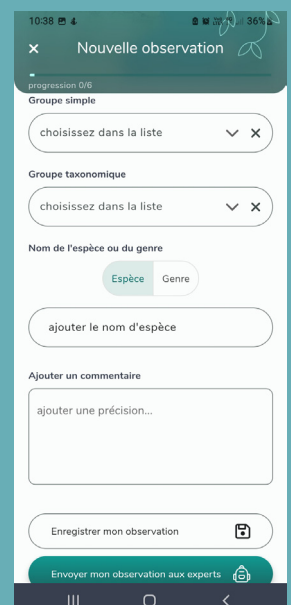 10:38
36%
× Nouvelle observation
progression 0/6
Groupe simple
choisissez dans la liste
Groupe taxonomique
choisissez dans la liste
Nom de l'espèce ou du genre
Espèce Genre
ajouter le nom d'espèce
Ajouter un commentaire
ajouter une précision...
Enregistrer mon observation
Envoyer mon observation aux experts